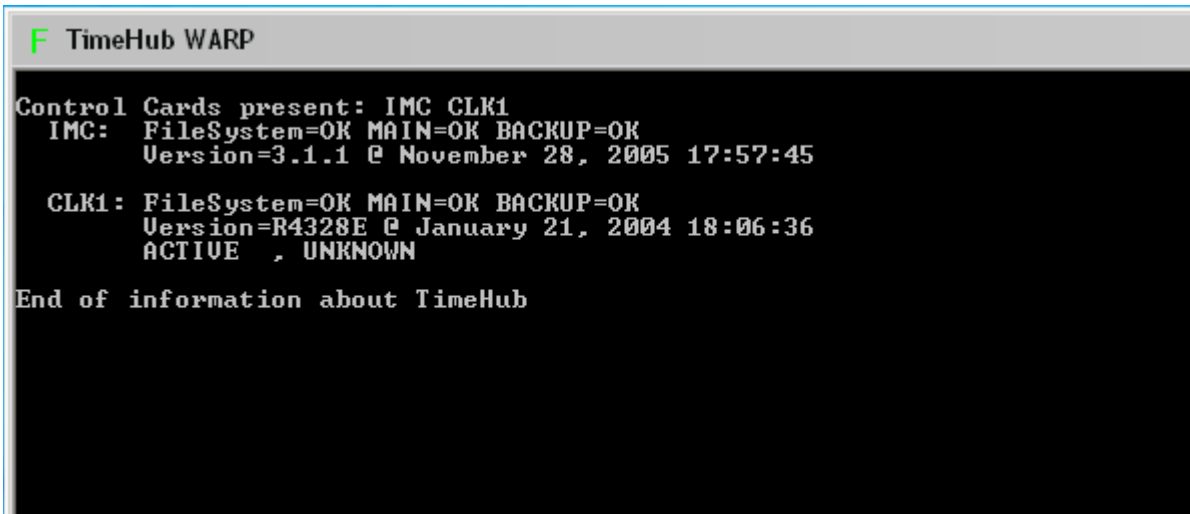 F TimeHub WARP
Control Cards present: IMC CLK1
IMC: FileSystem=OK MAIN=OK BACKUP=OK
Version=3.1.1 @ November 28, 2005 17:57:45
CLK1: FileSystem=OK MAIN=OK BACKUP=OK
Version=R4328E @ January 21, 2004 18:06:36
ACTIVE , UNKNOWN
End of information about TimeHub